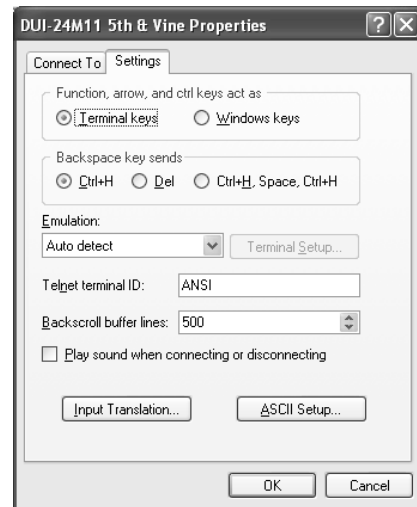 DUI-24M11 5th & Vine Properties
Connect To Settings
Function, arrow, and ctrl keys act as
Terminal keys Windows keys
Backspace key sends
Ctrl+H Del Ctrl+H, Space, Ctrl+H
Emulation:
Auto detect Terminal Setup...
Telnet terminal ID: ANSI
Backscroll buffer lines: 500
Play sound when connecting or disconnecting
Input Translation... ASCII Setup...
OK Cancel